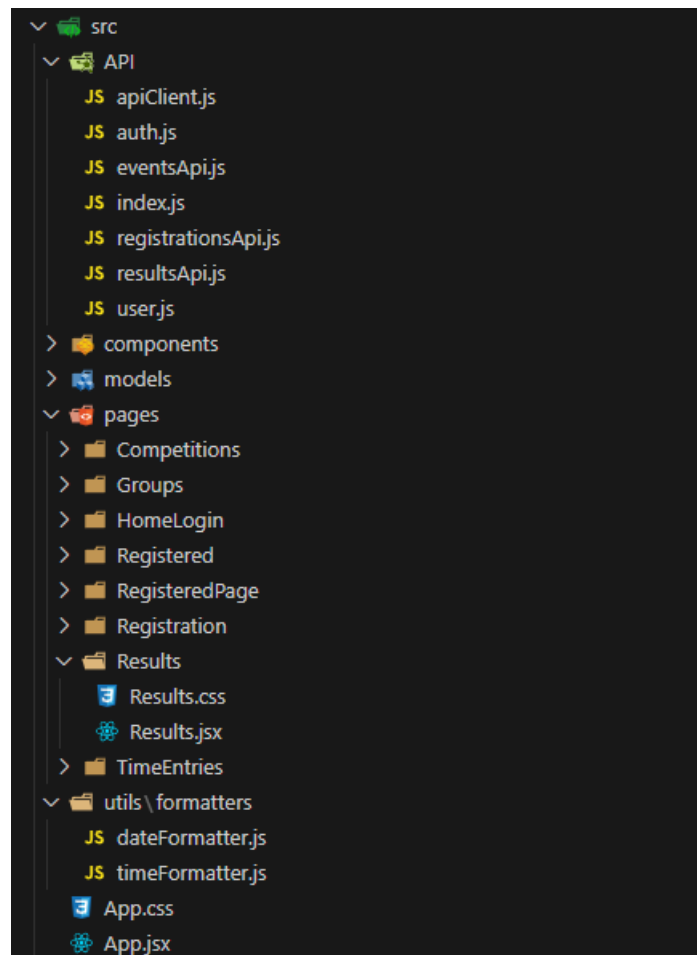 src
API
JS apiClient.js
JS auth.js
JS eventsApi.js
JS index.js
JS registrationsApi.js
JS resultsApi.js
JS user.js
components
models
pages
Competitions
Groups
HomeLogin
Registered
RegisteredPage
Registration
Results
Results.css
Results.jsx
TimeEntries
utils\formatters
JS dateFormatter.js
JS timeFormatter.js
App.css
App.jsx